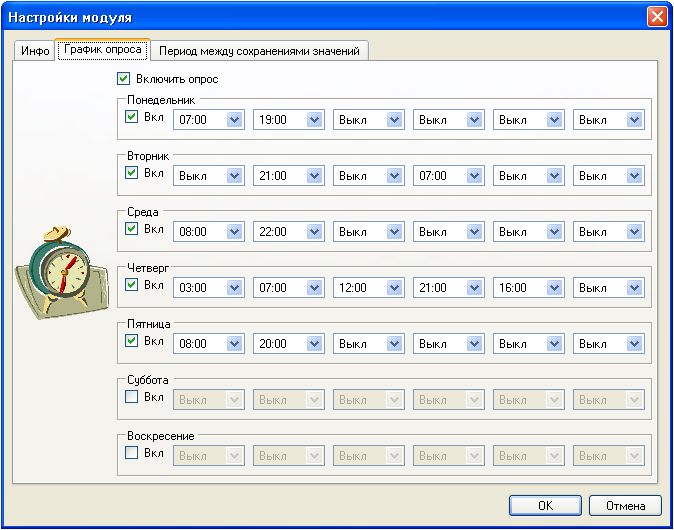 Настройки модуля
Инфо График опроса Период между сохранениями значений
Включить опрос
Понедельник
Вкл 07:00 19:00 Выкл Выкл Выкл Выкл
Вторник
Вкл Выкл 21:00 Выкл 07:00 Выкл Выкл
Среда
Вкл 08:00 22:00 Выкл Выкл Выкл Выкл
Четверг
Вкл 03:00 07:00 12:00 21:00 16:00 Выкл
Пятница
Вкл 08:00 20:00 Выкл Выкл Выкл Выкл
Суббота
Вкл Выкл Выкл Выкл Выкл Выкл Выкл
Воскресение
Вкл Выкл Выкл Выкл Выкл Выкл Выкл
OK Отмена